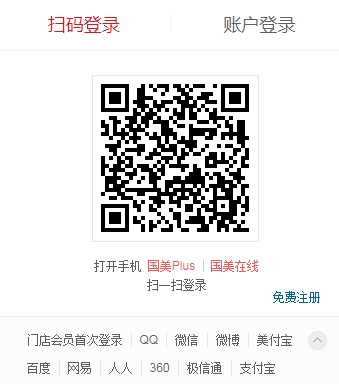 扫码登录 账户登录
打开手机 国美Plus | 国美在线
扫一扫登录
免费注册
门店会员首次登录 | QQ | 微信 | 微博 | 美付宝
百度 | 网易 | 人人 | 360 | 极信通 | 支付宝